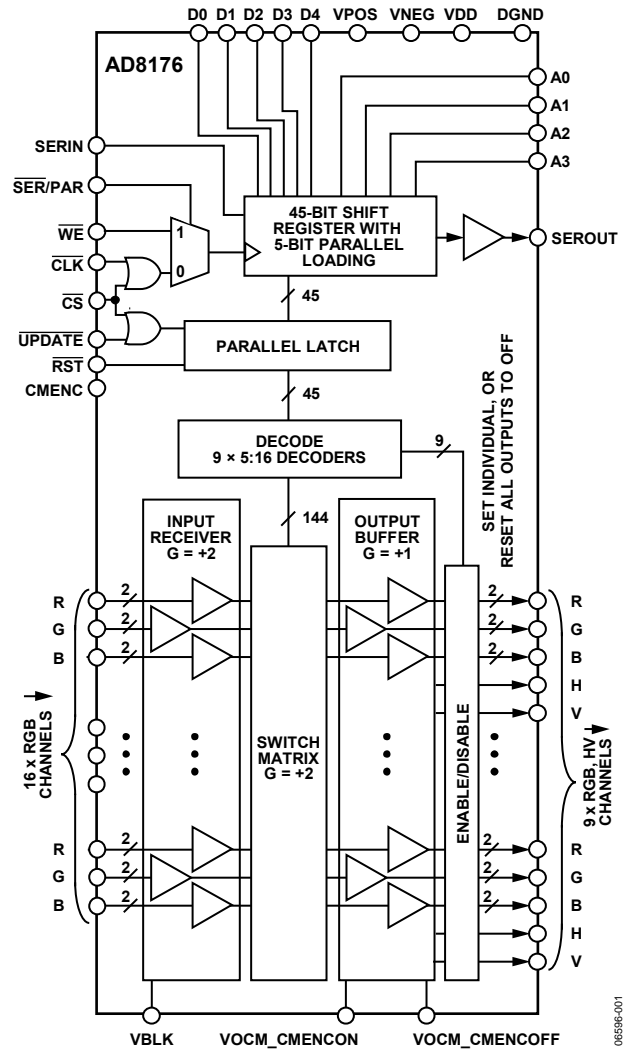 D0 D1 D2 D3 D4 VPOS VNEG VDD DGND
AD8176
A0
A1
A2
A3
SERIN
SER/PAR
WE
CLK
CS
UPDATE
RST
CMENC
1
0
45-BIT SHIFT
REGISTER WITH
5-BIT PARALLEL
LOADING
SEROUT
45
PARALLEL LATCH
45
DECODE
9 × 5:16 DECODERS
9
SET INDIVIDUAL, OR
RESET ALL OUTPUTS TO OFF
144
INPUT
RECEIVER
G = +2
OUTPUT
BUFFER
G = +1
SWITCH
MATRIX
G = +2
ENABLE/DISABLE
R 2 2 R
G 2 2 G
B 2 2 B
H
V
16 x RGB
CHANNELS
9 x RGB, HV
CHANNELS
R 2 2 R
G 2 2 G
B 2 2 B
H
V
VBLK VOCM_CMENCON VOCM_CMENCOFF
06596-001